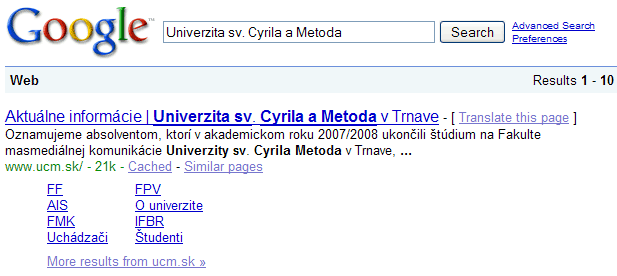 Google™ Univerzita sv. Cyrila a Metoda Search Advanced Search
Preferences
Web Results 1 - 10
Aktuálne informácie | Univerzita sv. Cyrila a Metoda v Trnave - [ Translate this page ]
Oznamujeme absolventom, ktorí v akademickom roku 2007/2008 ukončili štúdium na Fakulte
masmediálnej komunikácie Univerzity sv. Cyrila Metoda v Trnave, ...
www.ucm.sk/ - 21k - Cached - Similar pages
FF FPV
AIS O univerzite
FMK IFBR
Uchádzači Študenti
More results from ucm.sk »